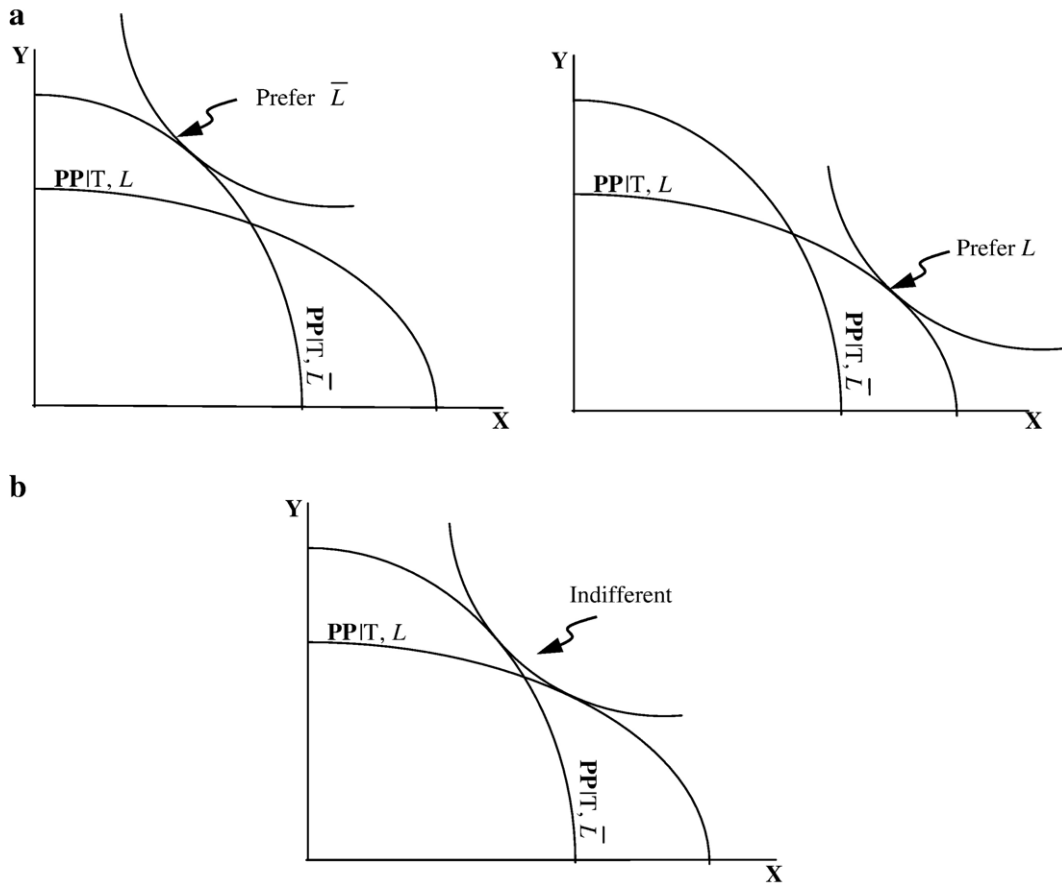 a
Y
Prefer L̅
PP|T, L
PP|T, L̅
X
Y
PP|T, L
Prefer L
PP|T, L̅
X
b
Y
Indifferent
PP|T, L
PP|T, L̅
X